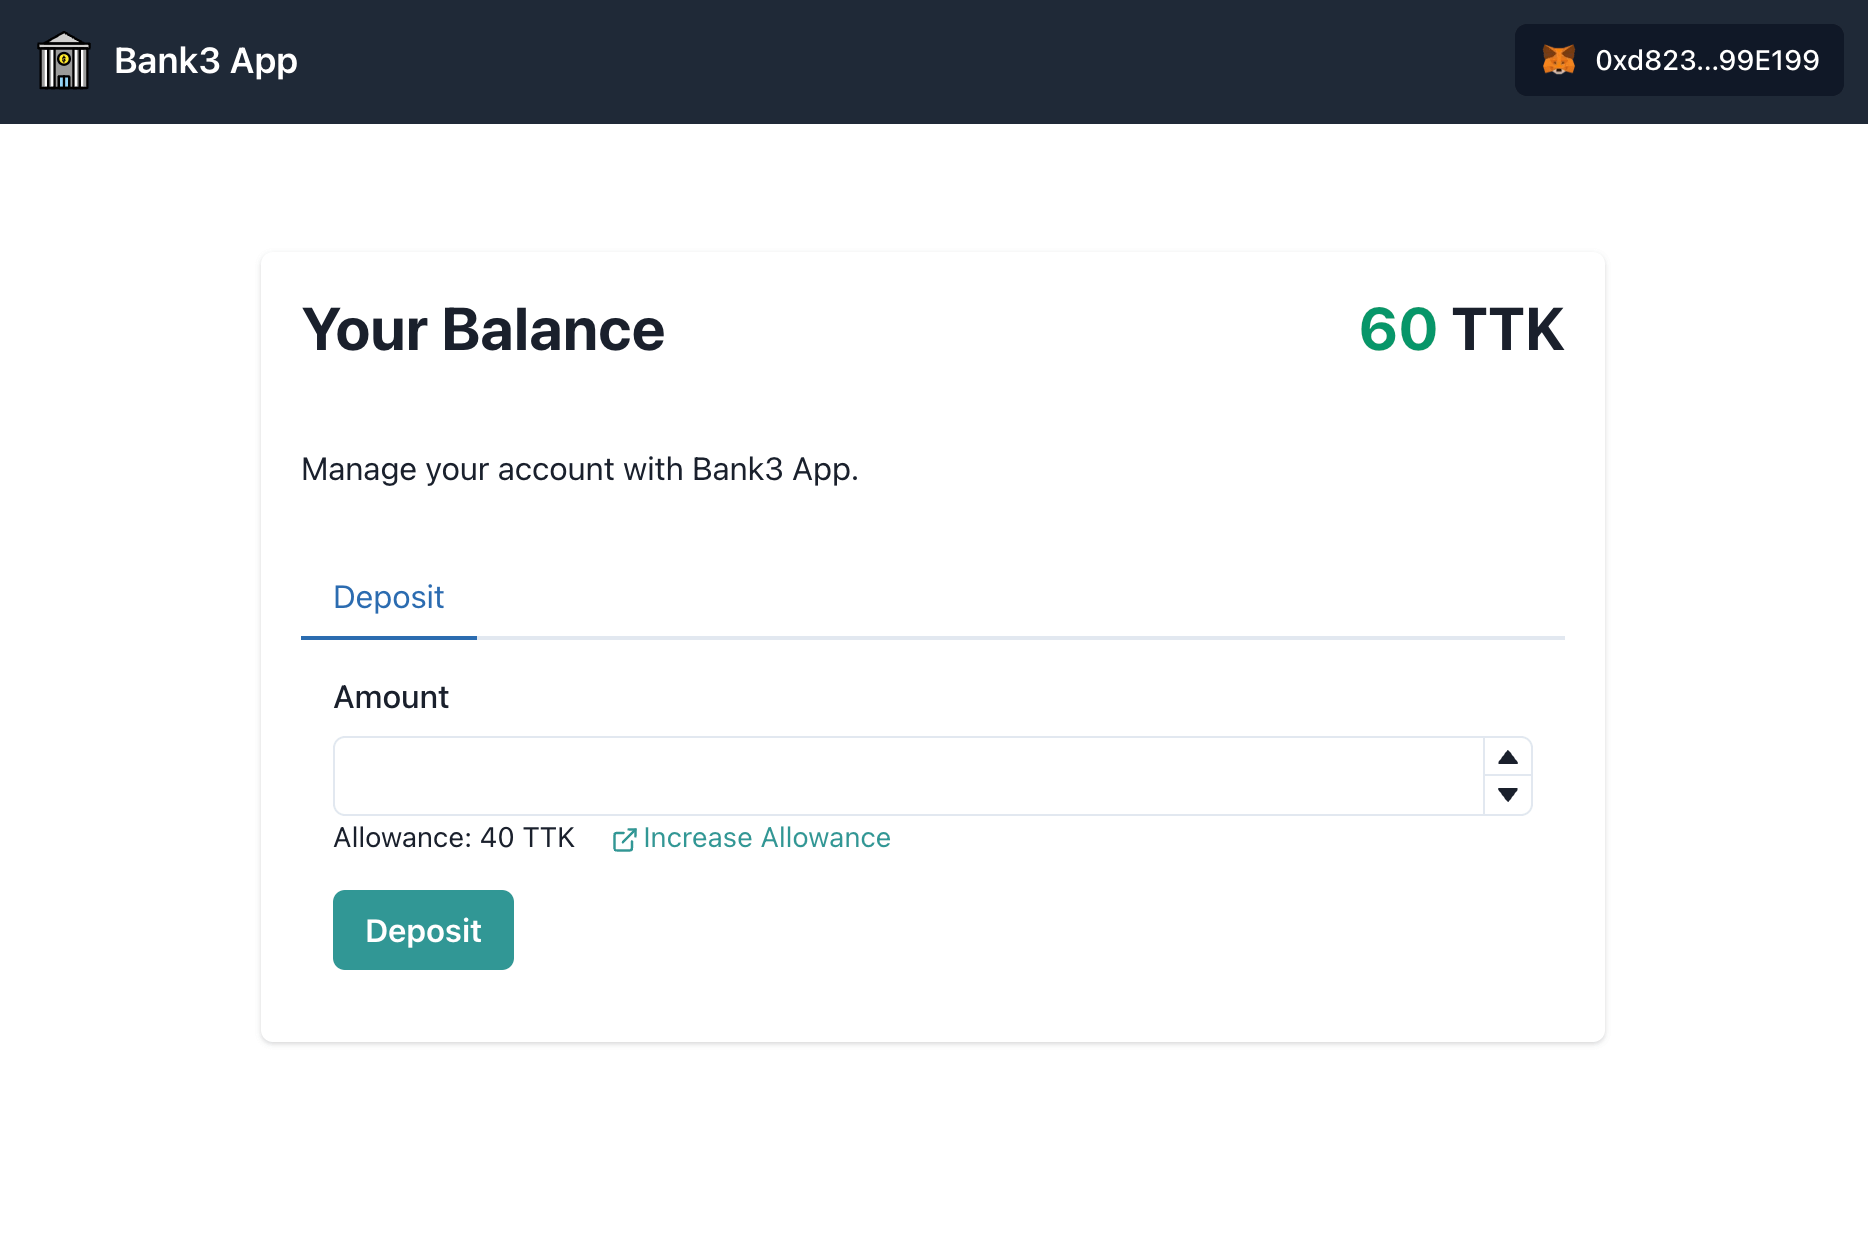 Bank3 App
0xd823...99E199
Your Balance
60 TTK
Manage your account with Bank3 App.
Deposit
Amount
Allowance: 40 TTK
Increase Allowance
Deposit